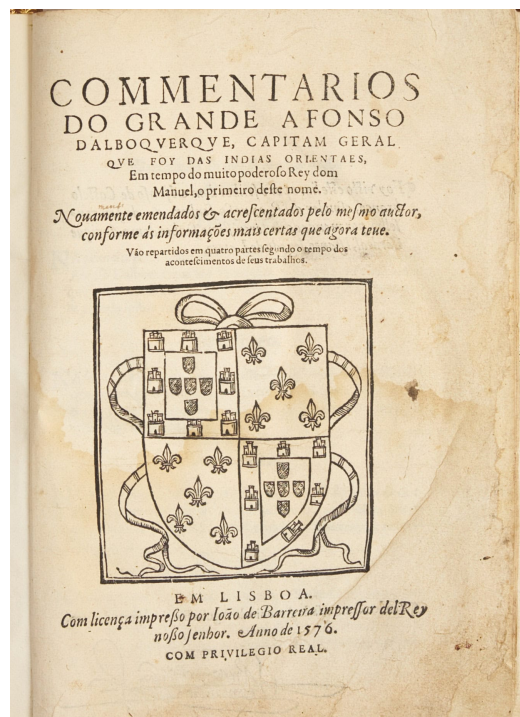 COMMENTARIOS
DO GRANDE AFONSO
DALBOQVERQVE, CAPITAM GERAL
QVE FOY DAS INDIAS ORIENTAES,
Em tempo do muito poderoſo Rey dom
Manuel, o primeiro deſte nome.
Nouamente emendados & acreſcentados pelo meſmo auctor,
conforme ás informações mais certas que agora teue.
Vão repartidos em quatro partes ſegundo o tempo dos
aconteſcimentos de ſeus trabalhos.
EM LISBOA.
Com licença impreſſo por Ioão de Barreira impreſſor delRey
noſſo ſenhor. Anno de 1576.
COM PRIVILEGIO REAL.